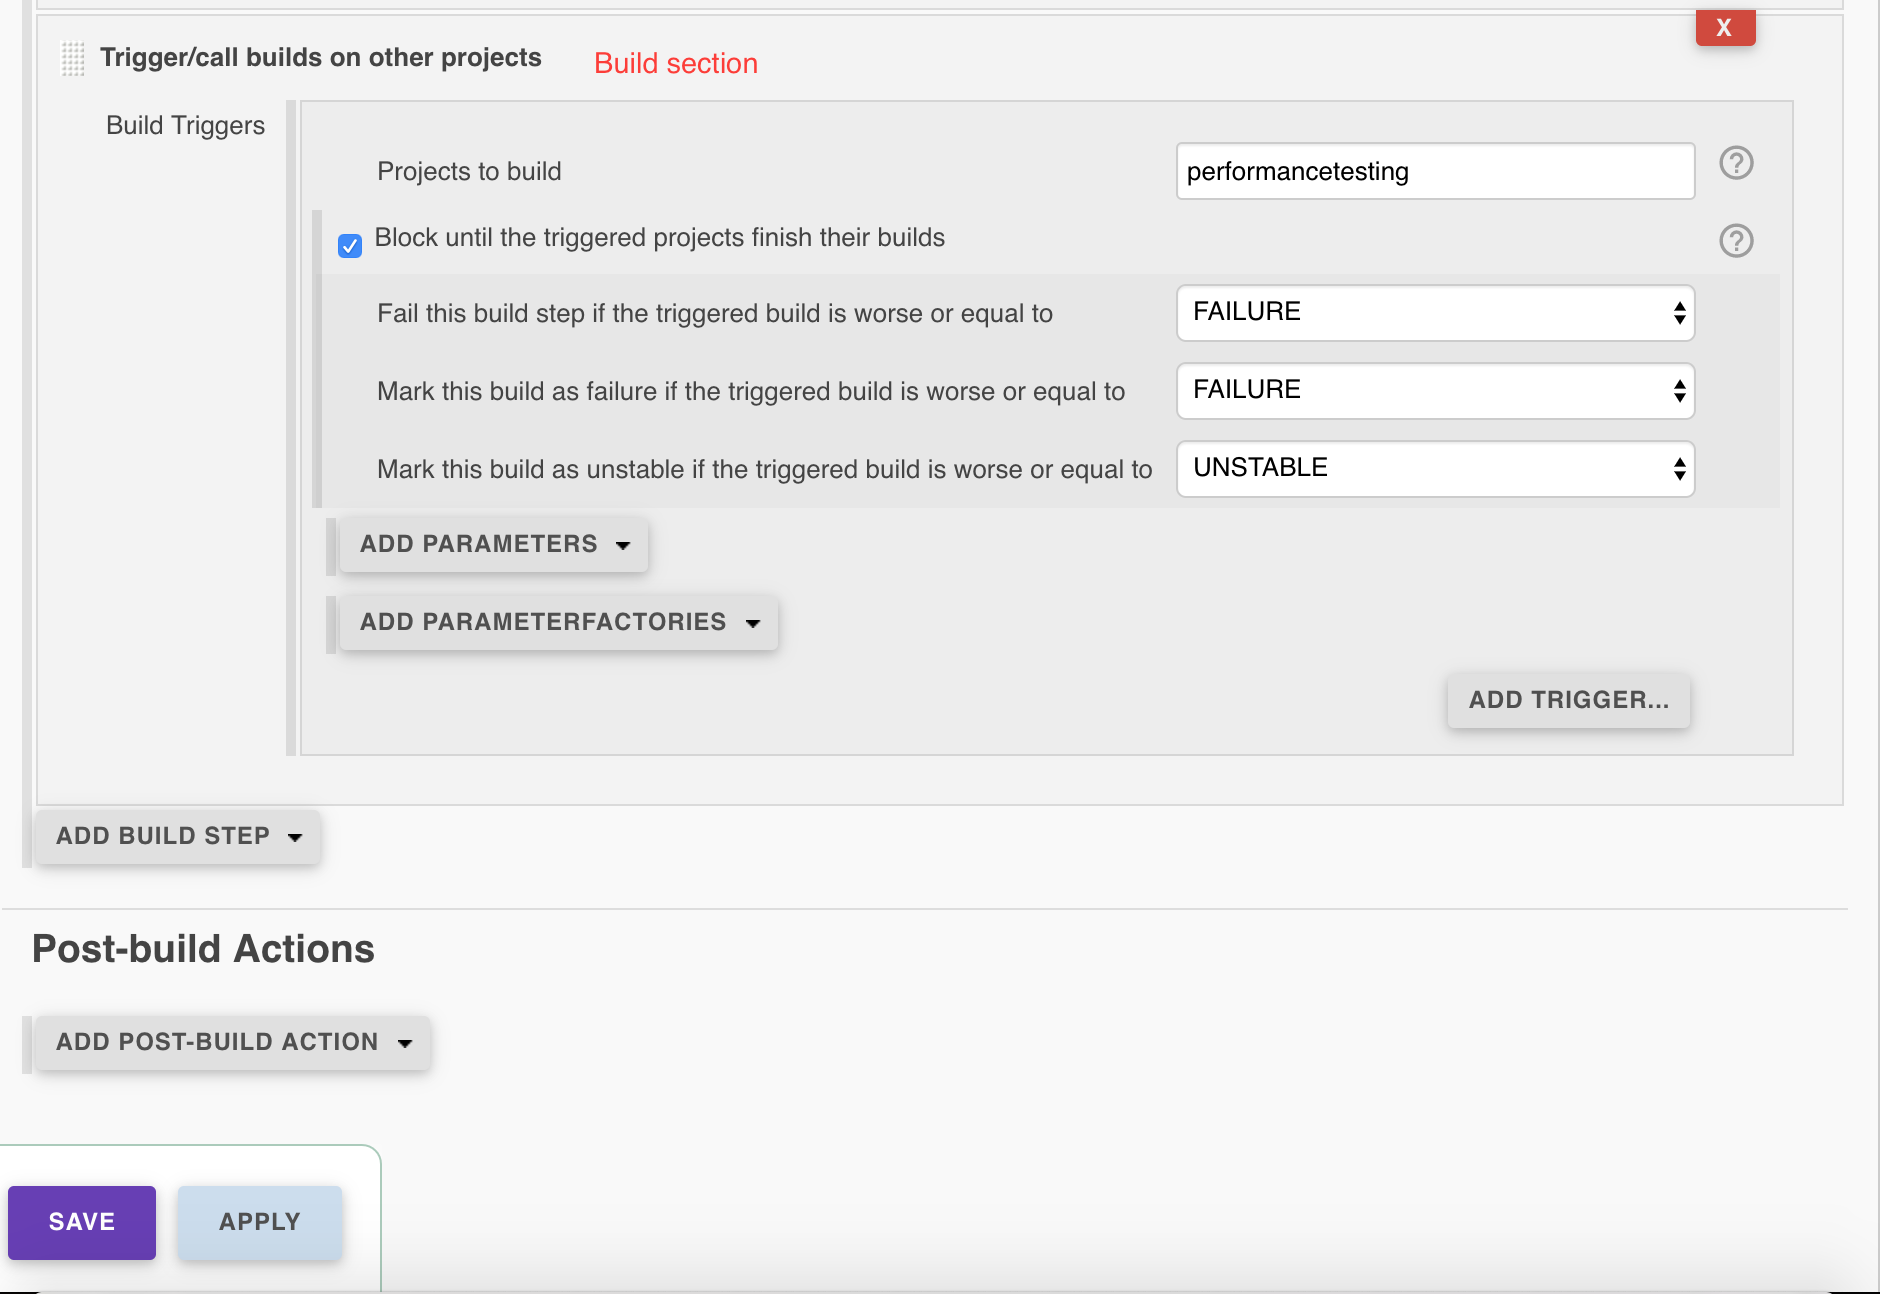 X
Trigger/call builds on other projects
Build section
Build Triggers
Projects to build
performancetesting
?
Block until the triggered projects finish their builds
?
Fail this build step if the triggered build is worse or equal to
FAILURE
Mark this build as failure if the triggered build is worse or equal to
FAILURE
Mark this build as unstable if the triggered build is worse or equal to
UNSTABLE
ADD PARAMETERS
ADD PARAMETERFACTORIES
ADD TRIGGER...
ADD BUILD STEP
Post-build Actions
ADD POST-BUILD ACTION
SAVE
APPLY